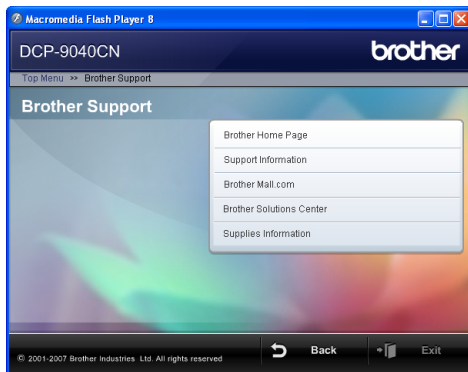 Macromedia Flash Player 8
DCP-9040CN
brother
Top Menu >> Brother Support
Brother Support
Brother Home Page
Support Information
Brother Mall.com
Brother Solutions Center
Supplies Information
© 2001-2007 Brother Industries Ltd. All rights reserved
Back
Exit